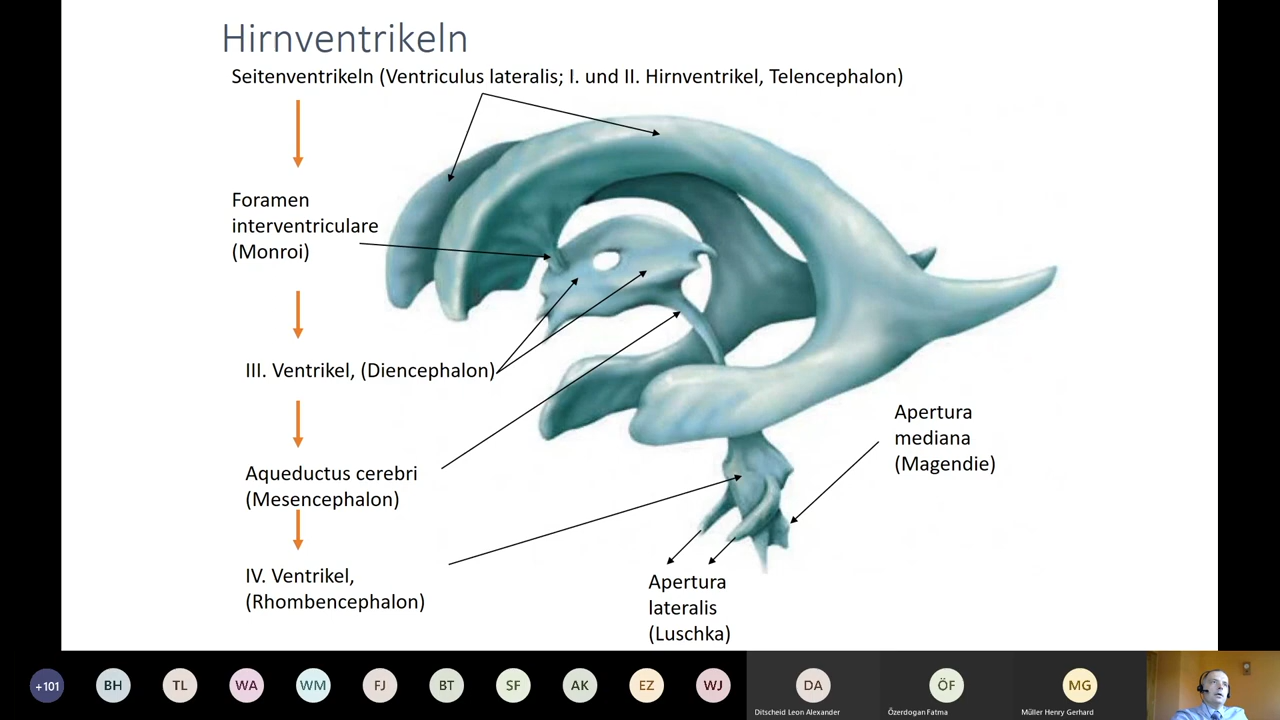 Hirnventrikeln
Seitenventrikeln (Ventriculus lateralis; I. und II. Hirnventrikel, Telencephalon)
Foramen
interventriculare
(Monroi)
III. Ventrikel, (Diencephalon)
Apertura
mediana
(Magendie)
Aqueductus cerebri
(Mesencephalon)
IV. Ventrikel,
(Rhombencephalon)
Apertura
lateralis
(Luschka)
+101
BH
TL
WA
WM
FJ
BT
SF
AK
EZ
WJ
DA
ÖF
MG
Ditscheid Leon Alexander
Özerdogan Fatma
Müller Henry Gerhard